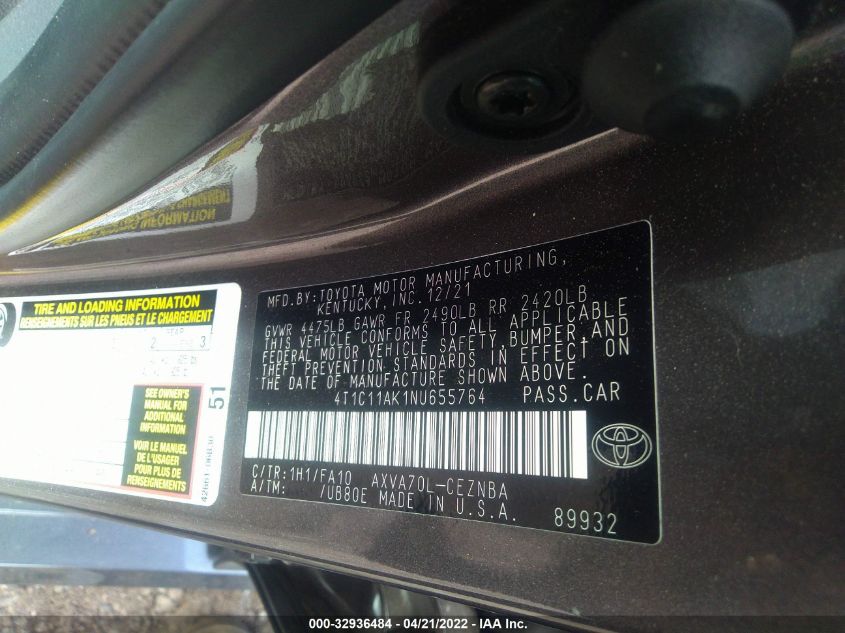 TIRE AND LOADING INFORMATION
RENSEIGNEMENTS SUR LES PNEUS ET LE CHARGEMENT
2
3
SEE OWNER'S
MANUAL FOR
ADDITIONAL
INFORMATION
VOIR LE MANUEL
DE L'USAGER
POUR PLUS DE
RENSEIGNEMENTS
51
MFD.BY:TOYOTA MOTOR MANUFACTURING,
KENTUCKY, INC. 12/21
GVWR 4475LB GAWR FR 2490LB RR 2420LB
THIS VEHICLE CONFORMS TO ALL APPLICABLE
FEDERAL MOTOR VEHICLE SAFETY, BUMPER, AND
THEFT PREVENTION STANDARDS IN EFFECT ON
THE DATE OF MANUFACTURE SHOWN ABOVE.
4T1C11AK1NU655764 PASS.CAR
C/TR:1H1/FA10 AXVA70L-CEZNBA
A/TM: /UB80E MADE IN U.S.A.
89932
000-32936484 - 04/21/2022 - IAA Inc.